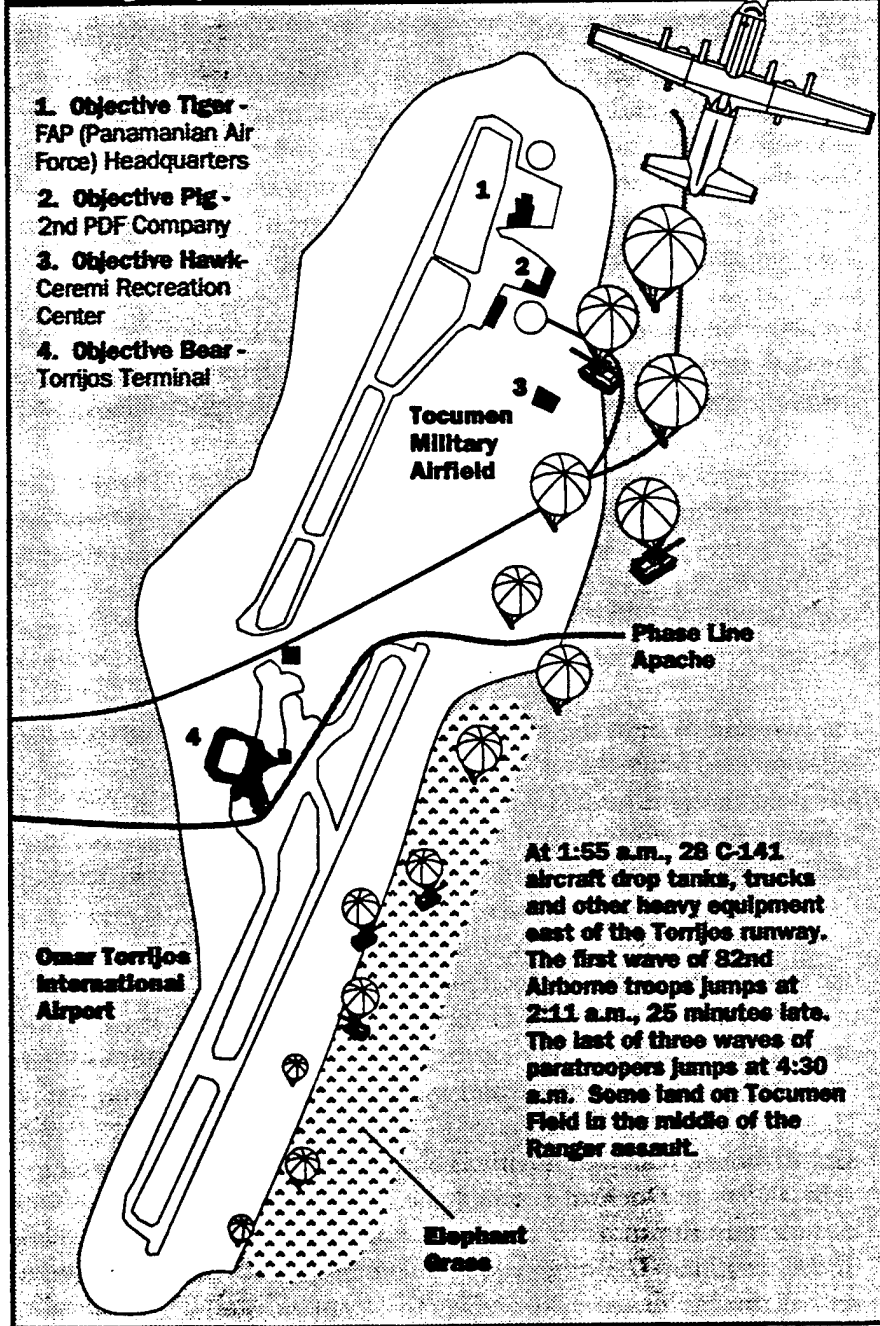 1. Objective Tiger -
FAP (Panamanian Air
Force) Headquarters
2. Objective Pig -
2nd PDF Company
3. Objective Hawk-
Ceremi Recreation
Center
4. Objective Bear -
Torrijos Terminal
1
2
3
Tocumen
Military
Airfield
Phase Line
Apache
4
At 1:55 a.m., 28 C-141
aircraft drop tanks, trucks
and other heavy equipment
east of the Torrijos runway.
The first wave of 82nd
Airborne troops jumps at
2:11 a.m., 25 minutes late.
The last of three waves of
paratroopers jumps at 4:30
a.m. Some land on Tocumen
Field in the middle of the
Ranger assault.
Omar Torrijos
International
Airport
Elephant
Grass